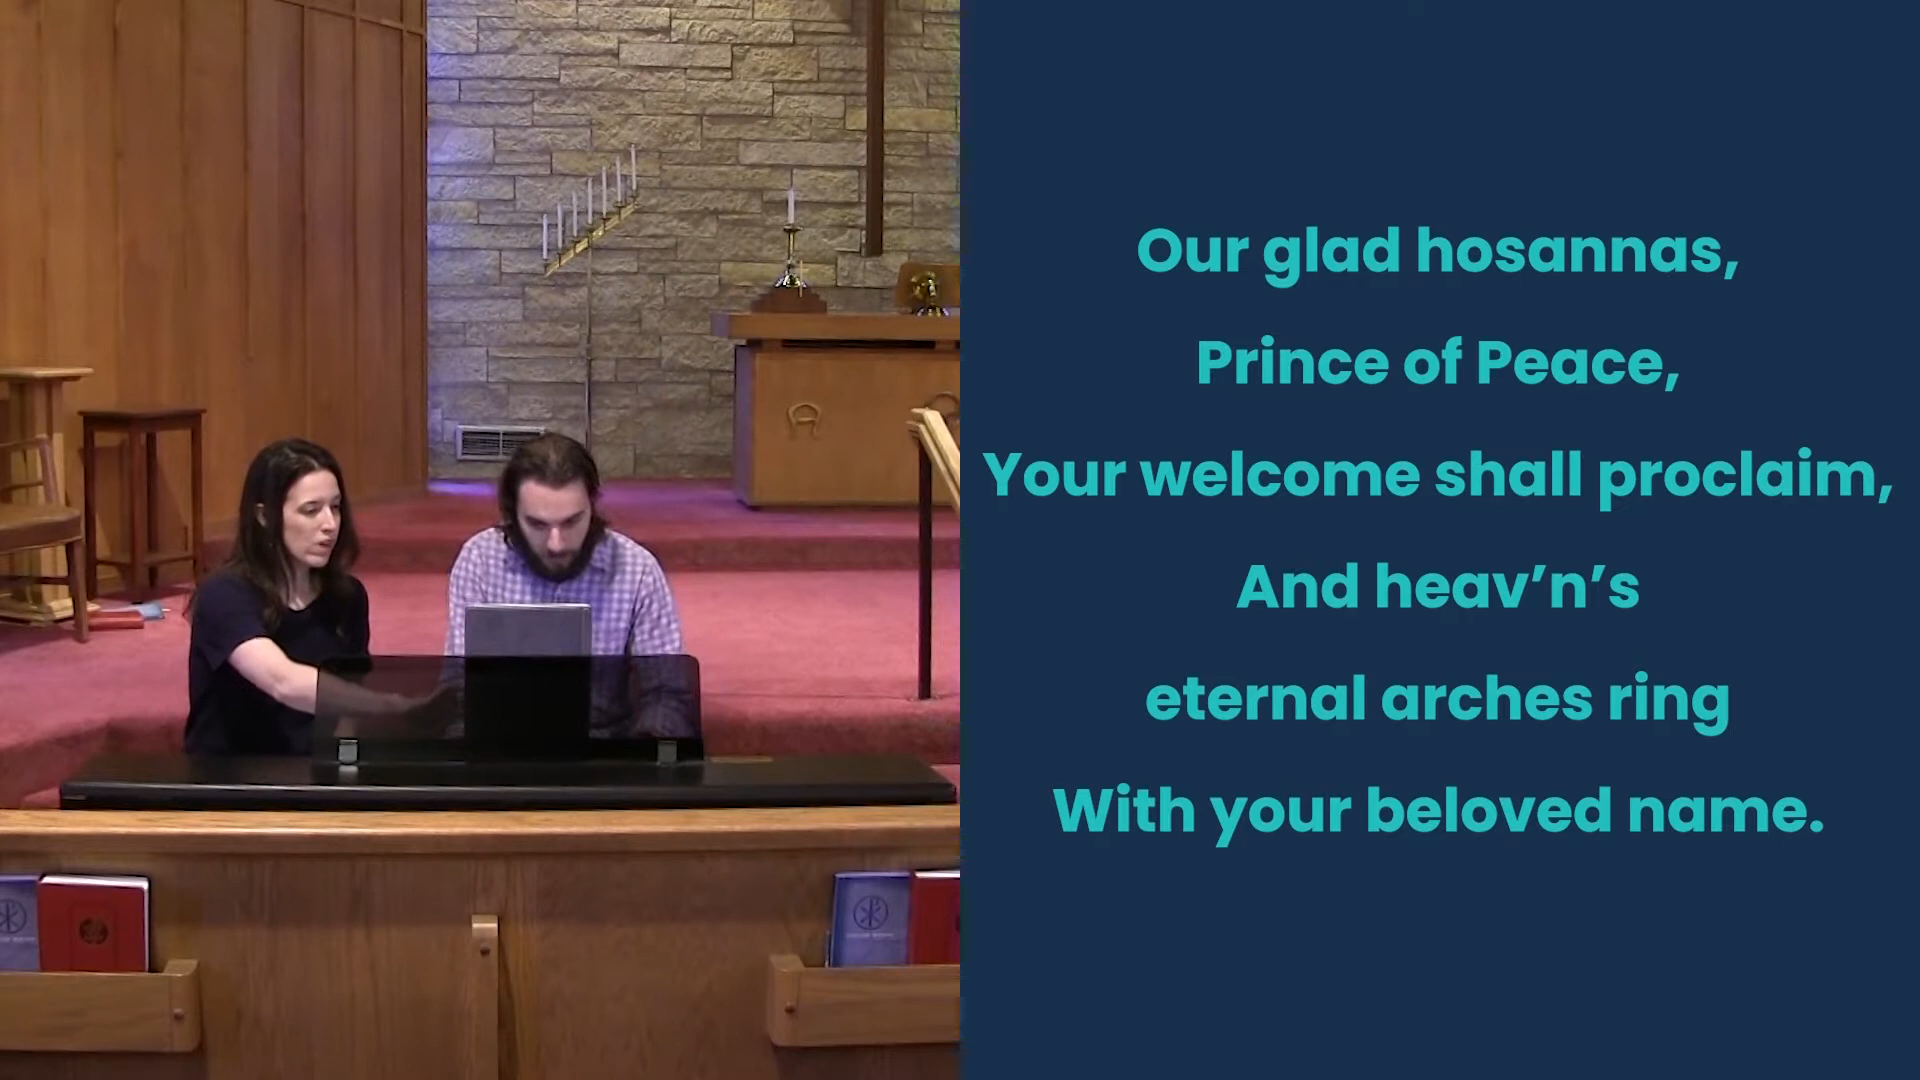 Our glad hosannas,
Prince of Peace,
Your welcome shall proclaim,
And heav’n’s
eternal arches ring
With your beloved name.